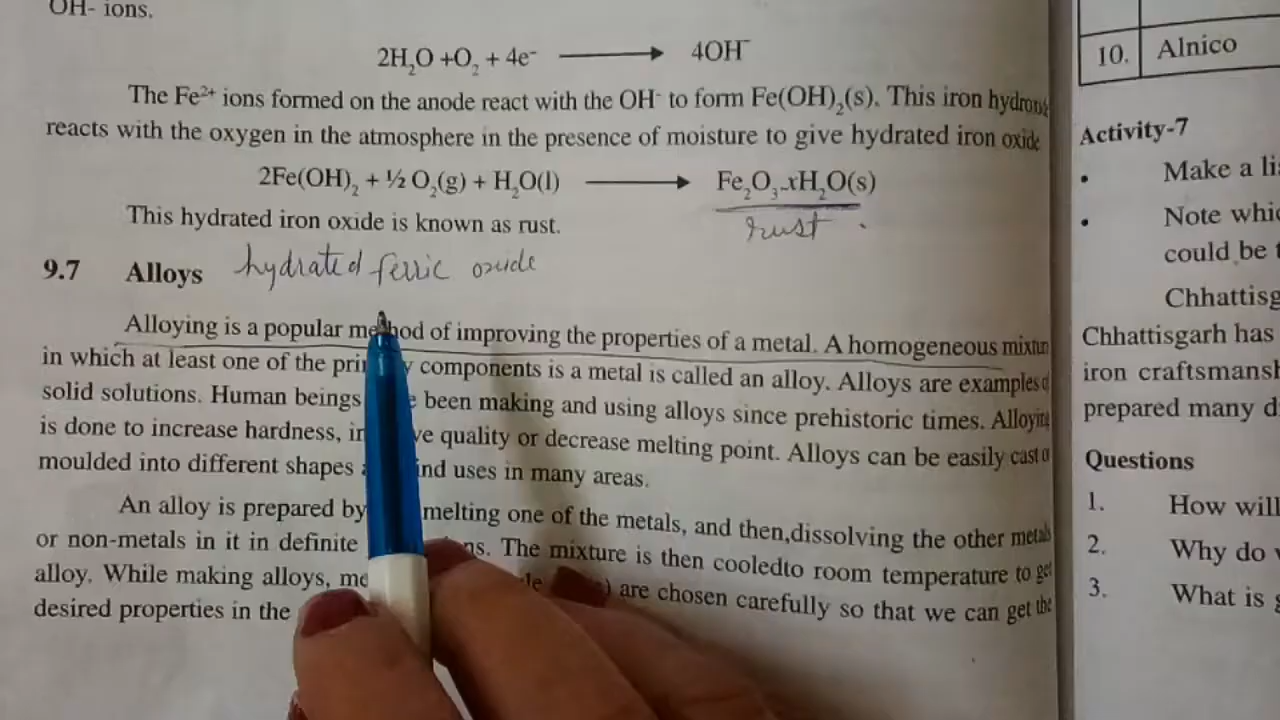 OH- ions.
2H₂O +O₂ + 4e⁻ ⟶ 4OH⁻
The Fe²⁺ ions formed on the anode react with the OH⁻ to form Fe(OH)₂(s). This iron
reacts with the oxygen in the atmosphere in the presence of moisture to give hydrated iron oxide
2Fe(OH)₂ + ½ O₂(g) + H₂O(l) ⟶ Fe₂O₃.xH₂O(s)
This hydrated iron oxide is known as rust.
rust
9.7 Alloys hydrated ferric oxide
Alloying is a popular method of improving the properties of a metal. A homogeneous
in which at least one of the components is a metal is called an alloy. Alloys are examples
solid solutions. Human beings been making and using alloys since prehistoric times.
is done to increase hardness, quality or decrease melting point. Alloys can be easily cast
moulded into different shapes uses in many areas.
An alloy is prepared by melting one of the metals, and then,dissolving the other metals
or non-metals in it in definite The mixture is then cooledto room temperature to get
alloy. While making alloys, are chosen carefully so that we can get the
desired properties in the
10. Alnico
Activity-7
• Make a
• Note
could be
Chhattisgarh has
iron
prepared many
Questions
1. How will
2. Why do
3. What is